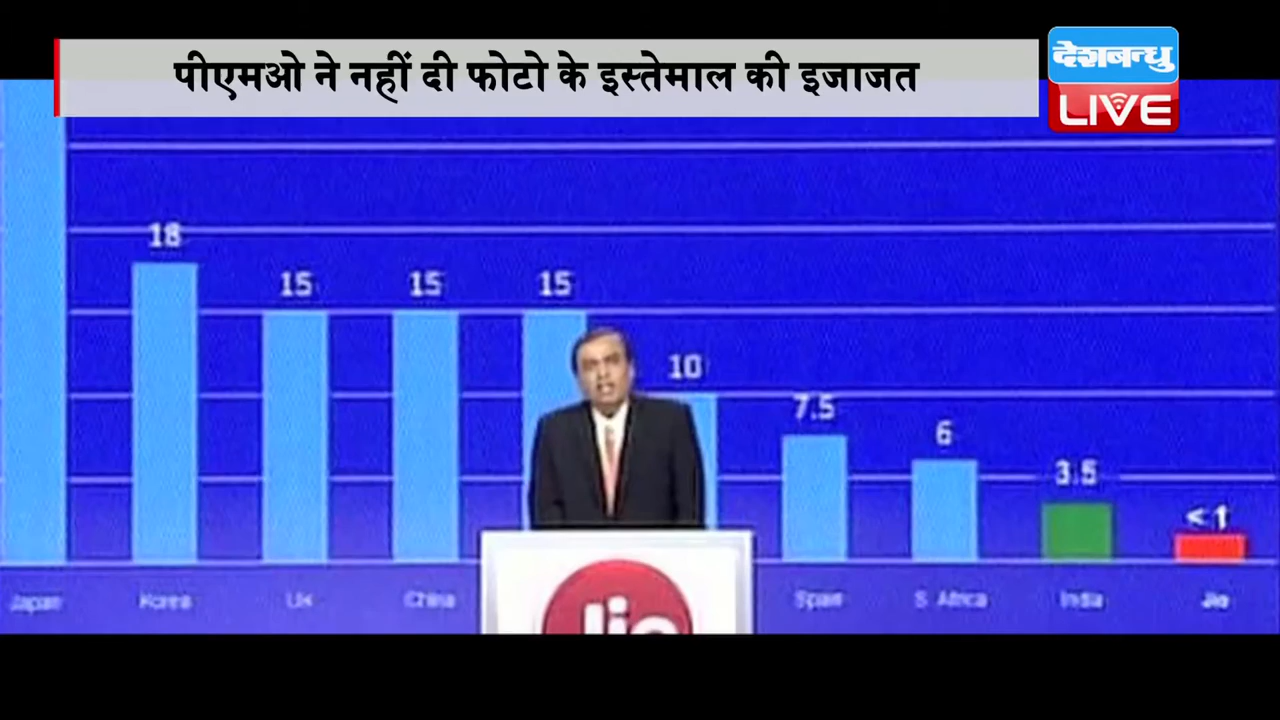 पीएमओ ने नहीं दी फोटो के इस्तेमाल की इजाजत
देशबन्धु
LIVE
18
15
15
15
10
7.5
6
3.5
<1
Japan
Korea
UK
China
Spain
S. Africa
India
Jio
Jio